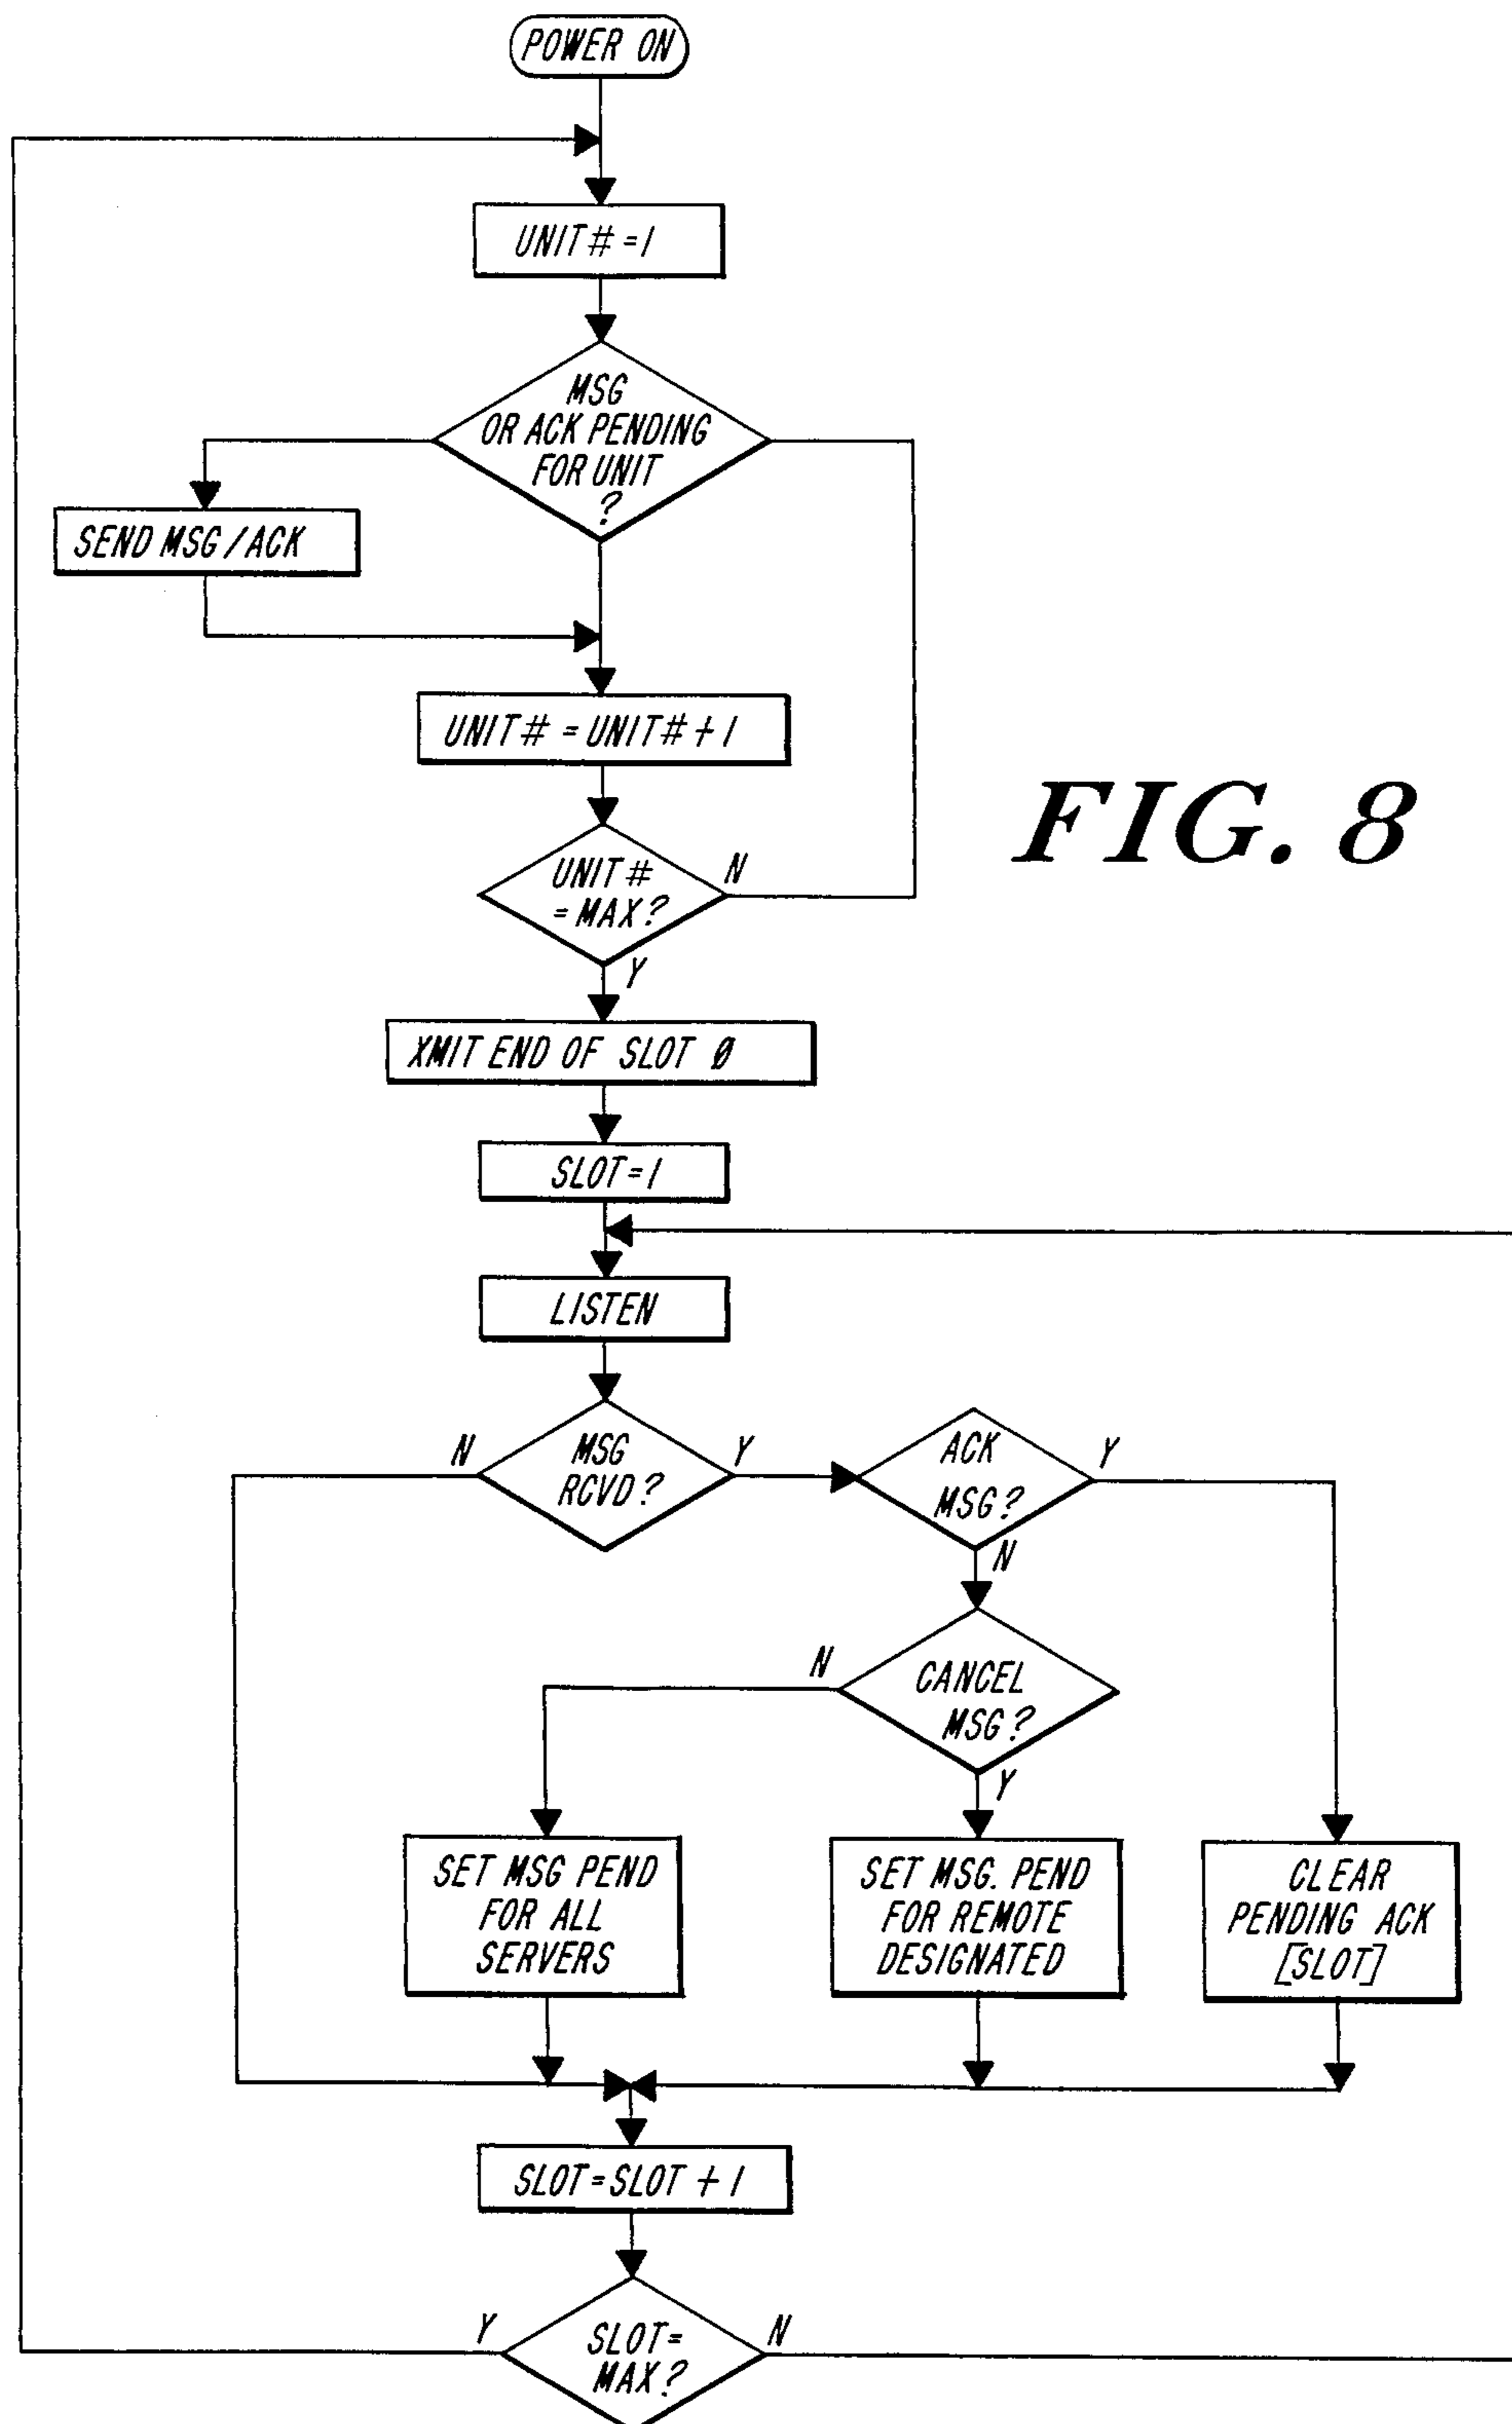 POWER ON
UNIT# =1
MSG
OR ACK PENDING
FOR UNIT
?
SEND MSG/ACK
UNIT# = UNIT#+1
FIG. 8
UNIT#
=MAX?
N
Y
XMIT END OF SLOT Ø
SLOT=1
LISTEN
N
MSG
RCVD?
Y
ACK
MSG?
Y
N
N
CANCEL
MSG?
Y
SET MSG PEND
FOR ALL
SERVERS
SET MSG. PEND
FOR REMOTE
DESIGNATED
CLEAR
PENDING ACK
[SLOT]
SLOT=SLOT +1
Y
SLOT=
MAX?
N